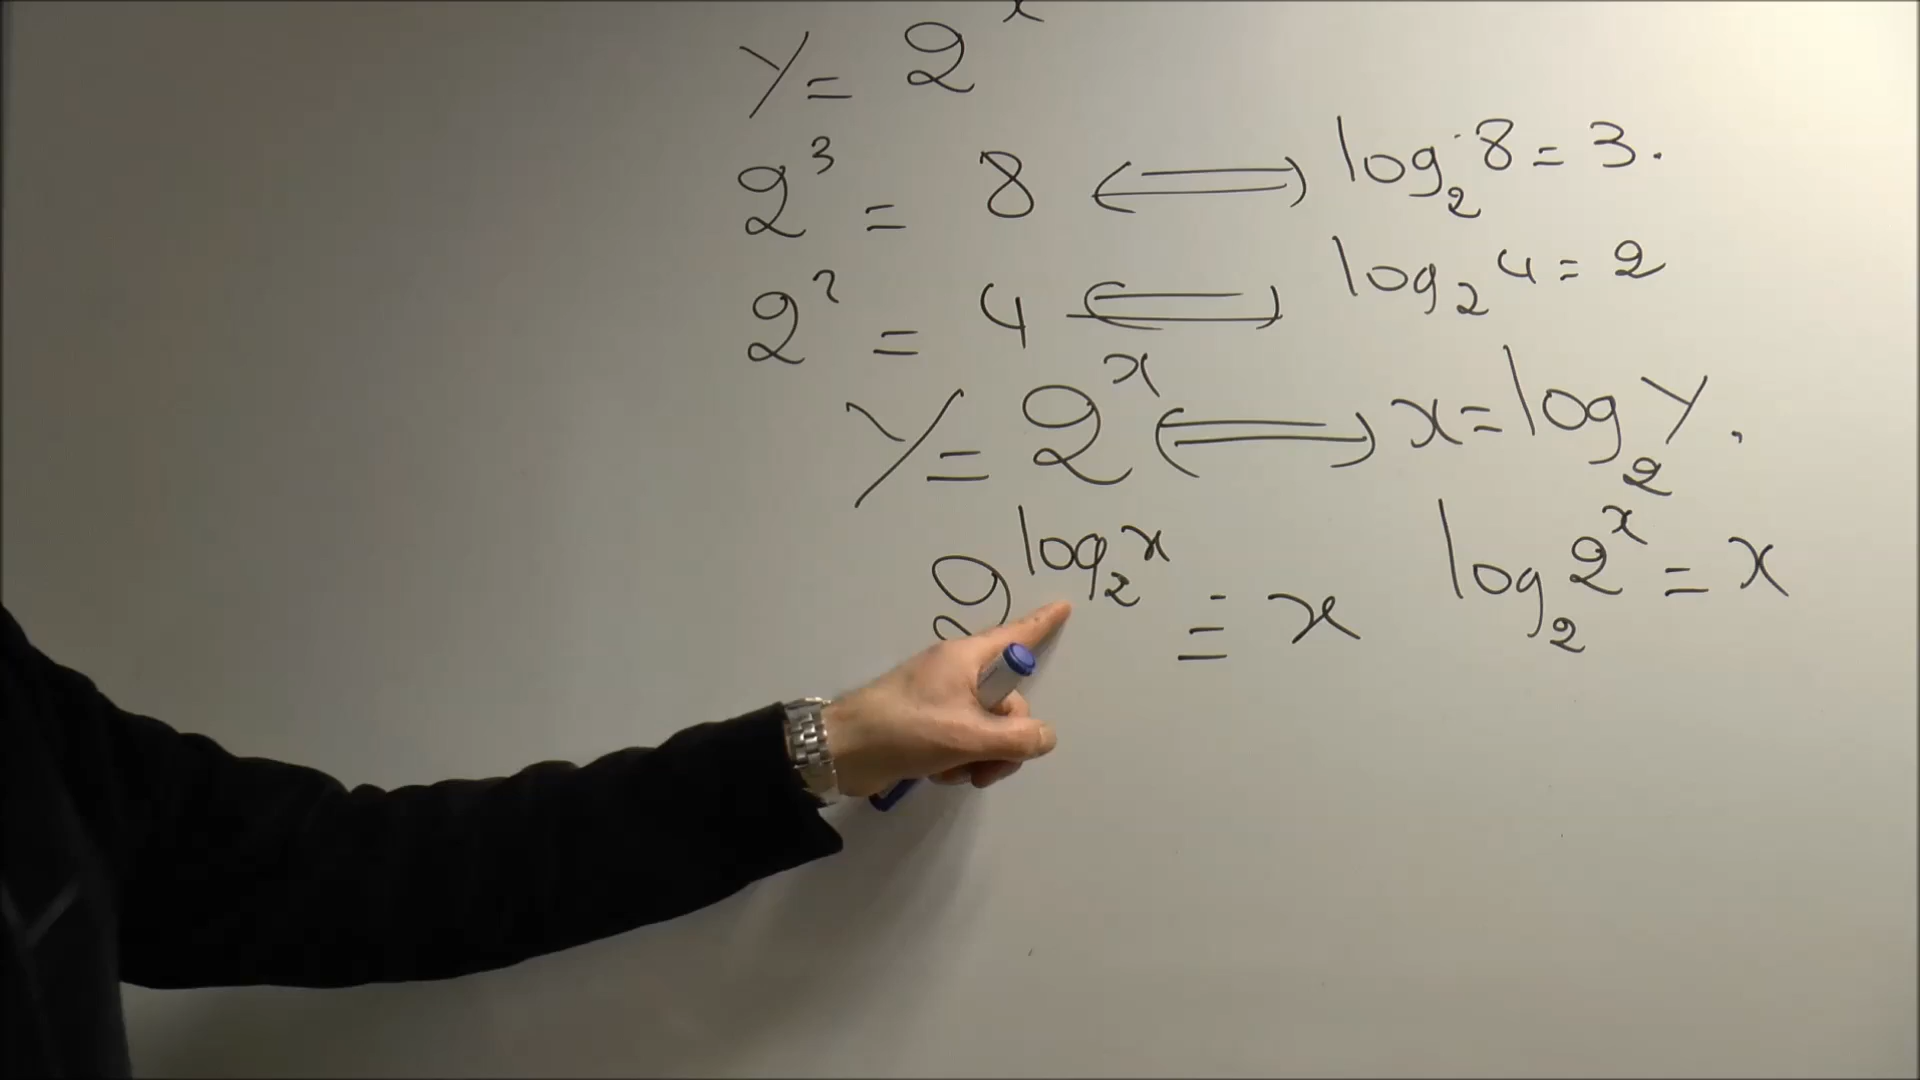 y = 2^x
2^3 = 8 ⟺ log_2 8 = 3.
2^2 = 4 ⟺ log_2 4 = 2
y = 2^x ⟺ x = log_2 y.
2^{log_2 x} = x log_2 2^x = x